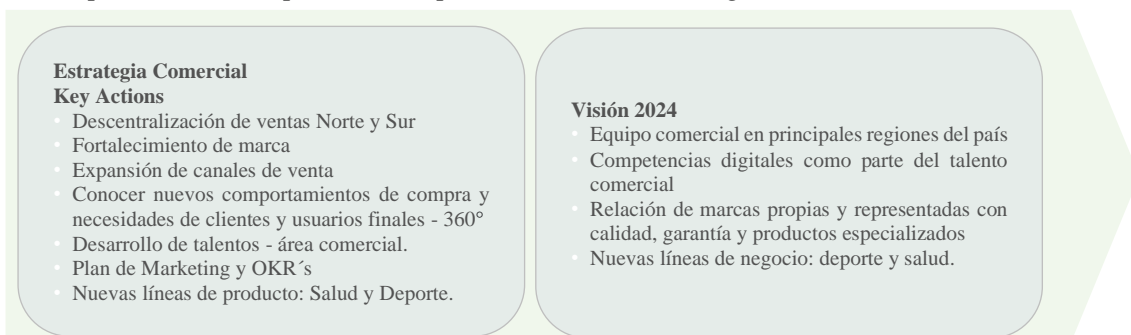 Estrategia Comercial
Key Actions
Descentralización de ventas Norte y Sur
Fortalecimiento de marca
Expansión de canales de venta
Conocer nuevos comportamientos de compra y
necesidades de clientes y usuarios finales - 360°
Desarrollo de talentos - área comercial.
Plan de Marketing y OKR´s
Nuevas líneas de producto: Salud y Deporte.
Visión 2024
Equipo comercial en principales regiones del país
Competencias digitales como parte del talento
comercial
Relación de marcas propias y representadas con
calidad, garantía y productos especializados
Nuevas líneas de negocio: deporte y salud.